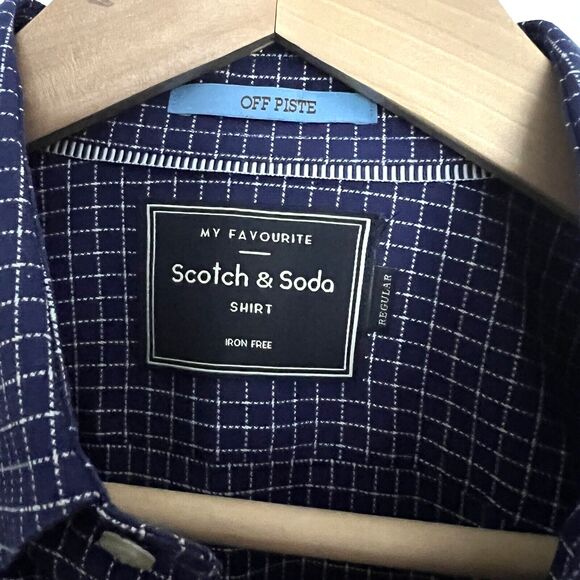 OFF PISTE
MY FAVOURITE
Scotch & Soda
SHIRT
IRON FREE
REGULAR